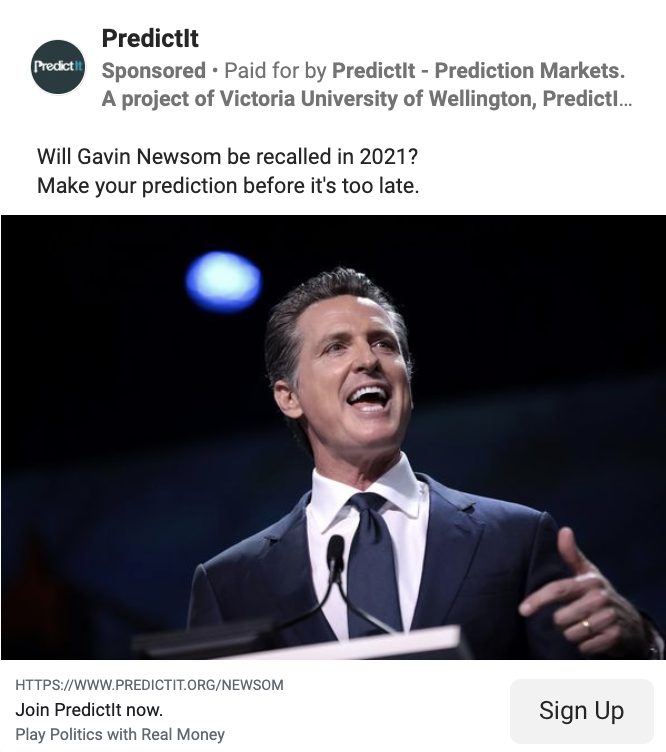 PredictIt
PredictIt
Sponsored • Paid for by PredictIt - Prediction Markets.
A project of Victoria University of Wellington, PredictI...
Will Gavin Newsom be recalled in 2021?
Make your prediction before it's too late.
HTTPS://WWW.PREDICTIT.ORG/NEWSOM
Join PredictIt now.
Play Politics with Real Money
Sign Up